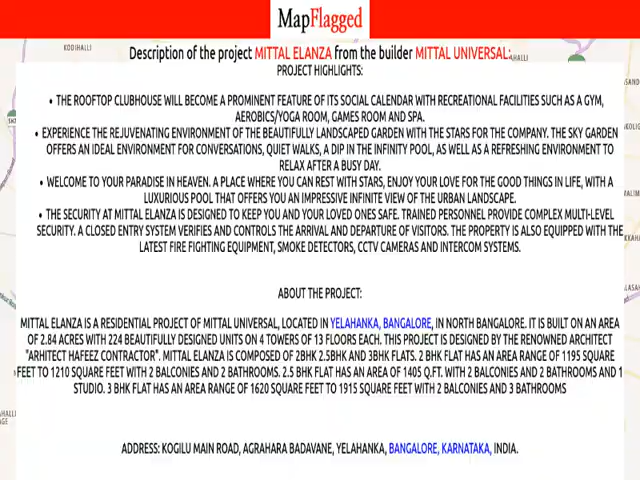 MapFlagged
Description of the project MITTAL ELANZA from the builder MITTAL UNIVERSAL:
PROJECT HIGHLIGHTS:
• THE ROOFTOP CLUBHOUSE WILL BECOME A PROMINENT FEATURE OF ITS SOCIAL CALENDAR WITH RECREATIONAL FACILITIES SUCH AS A GYM,
AEROBICS/YOGA ROOM, GAMES ROOM AND SPA.
• EXPERIENCE THE REJUVENATING ENVIRONMENT OF THE BEAUTIFULLY LANDSCAPED GARDEN WITH THE STARS FOR THE COMPANY. THE SKY GARDEN
OFFERS AN IDEAL ENVIRONMENT FOR CONVERSATIONS, QUIET WALKS, A DIP IN THE INFINITY POOL, AS WELL AS A REFRESHING ENVIRONMENT TO
RELAX AFTER A BUSY DAY.
• WELCOME TO YOUR PARADISE IN HEAVEN. A PLACE WHERE YOU CAN REST WITH STARS, ENJOY YOUR LOVE FOR THE GOOD THINGS IN LIFE, WITH A
LUXURIOUS POOL THAT OFFERS YOU AN IMPRESSIVE INFINITE VIEW OF THE URBAN LANDSCAPE.
• THE SECURITY AT MITTAL ELANZA IS DESIGNED TO KEEP YOU AND YOUR LOVED ONES SAFE. TRAINED PERSONNEL PROVIDE COMPLEX MULTI-LEVEL
SECURITY. A CLOSED ENTRY SYSTEM VERIFIES AND CONTROLS THE ARRIVAL AND DEPARTURE OF VISITORS. THE PROPERTY IS ALSO EQUIPPED WITH THE
LATEST FIRE FIGHTING EQUIPMENT, SMOKE DETECTORS, CCTV CAMERAS AND INTERCOM SYSTEMS.
ABOUT THE PROJECT:
MITTAL ELANZA IS A RESIDENTIAL PROJECT OF MITTAL UNIVERSAL, LOCATED IN YELAHANKA, BANGALORE, IN NORTH BANGALORE. IT IS BUILT ON AN AREA
OF 2.84 ACRES WITH 224 BEAUTIFULLY DESIGNED UNITS ON 4 TOWERS OF 13 FLOORS EACH. THIS PROJECT IS DESIGNED BY THE RENOWNED ARCHITECT
"ARHITECT HAFEEZ CONTRACTOR". MITTAL ELANZA IS COMPOSED OF 2BHK 2.5BHK AND 3BHK FLATS. 2 BHK FLAT HAS AN AREA RANGE OF 1195 SQUARE
FEET TO 1210 SQUARE FEET WITH 2 BALCONIES AND 2 BATHROOMS. 2.5 BHK FLAT HAS AN AREA OF 1405 Q.FT. WITH 2 BALCONIES AND 2 BATHROOMS AND 1
STUDIO. 3 BHK FLAT HAS AN AREA RANGE OF 1620 SQUARE FEET TO 1915 SQUARE FEET WITH 2 BALCONIES AND 3 BATHROOMS
ADDRESS: KOGILU MAIN ROAD, AGRAHARA BADAVANE, YELAHANKA, BANGALORE, KARNATAKA, INDIA.
KODIHALLI